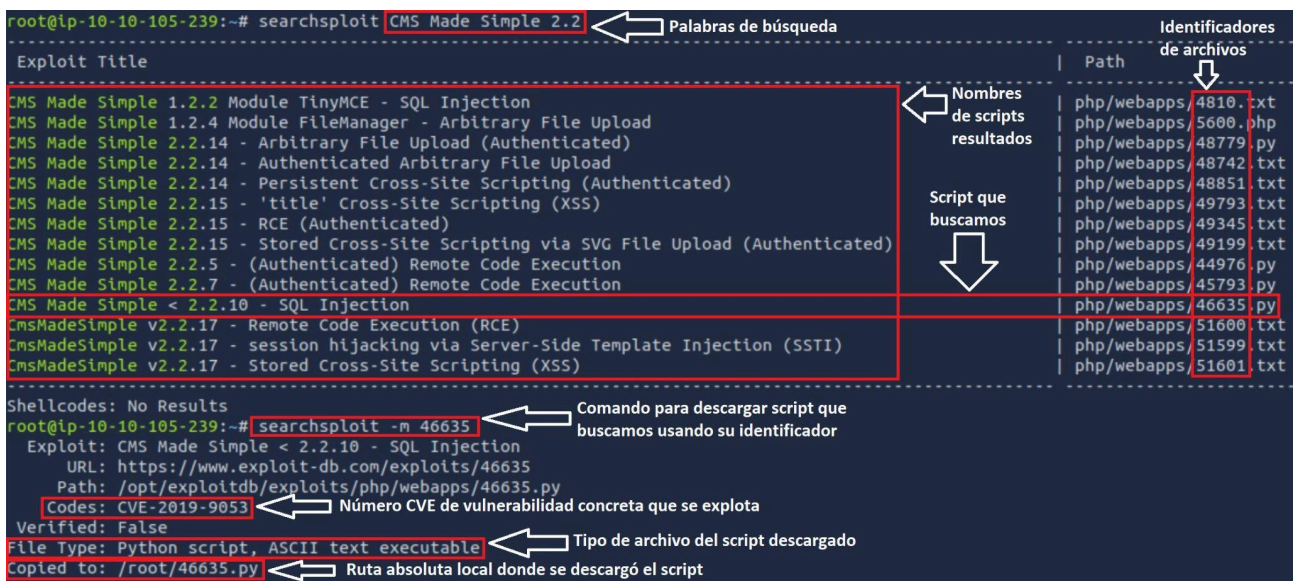 root@ip-10-10-105-239:~# searchsploit CMS Made Simple 2.2
Palabras de búsqueda
Identificadores
de archivos
Exploit Title | Path
CMS Made Simple 1.2.2 Module TinyMCE - SQL Injection | php/webapps/4810.txt
CMS Made Simple 1.2.4 Module FileManager - Arbitrary File Upload | php/webapps/5600.php
CMS Made Simple 2.2.14 - Arbitrary File Upload (Authenticated) | php/webapps/48779.py
CMS Made Simple 2.2.14 - Authenticated Arbitrary File Upload | php/webapps/48742.txt
CMS Made Simple 2.2.14 - Persistent Cross-Site Scripting (Authenticated) | php/webapps/48851.txt
CMS Made Simple 2.2.15 - 'title' Cross-Site Scripting (XSS) | php/webapps/49793.txt
CMS Made Simple 2.2.15 - RCE (Authenticated) | php/webapps/49345.txt
CMS Made Simple 2.2.15 - Stored Cross-Site Scripting via SVG File Upload (Authenticated) | php/webapps/49199.txt
CMS Made Simple 2.2.5 - (Authenticated) Remote Code Execution | php/webapps/44976.py
CMS Made Simple 2.2.7 - (Authenticated) Remote Code Execution | php/webapps/45793.py
CMS Made Simple < 2.2.10 - SQL Injection | php/webapps/46635.py
CmsMadeSimple v2.2.17 - Remote Code Execution (RCE) | php/webapps/51600.txt
CmsMadeSimple v2.2.17 - session hijacking via Server-Side Template Injection (SSTI) | php/webapps/51599.txt
CmsMadeSimple v2.2.17 - Stored Cross-Site Scripting (XSS) | php/webapps/51601.txt
Nombres
de scripts
resultados
Script que
buscamos
Shellcodes: No Results
root@ip-10-10-105-239:~# searchsploit -m 46635
Comando para descargar script que
buscamos usando su identificador
Exploit: CMS Made Simple < 2.2.10 - SQL Injection
URL: https://www.exploit-db.com/exploits/46635
Path: /opt/exploitdb/exploits/php/webapps/46635.py
Codes: CVE-2019-9053
Número CVE de vulnerabilidad concreta que se explota
Verified: False
File Type: Python script, ASCII text executable
Tipo de archivo del script descargado
Copied to: /root/46635.py
Ruta absoluta local donde se descargó el script